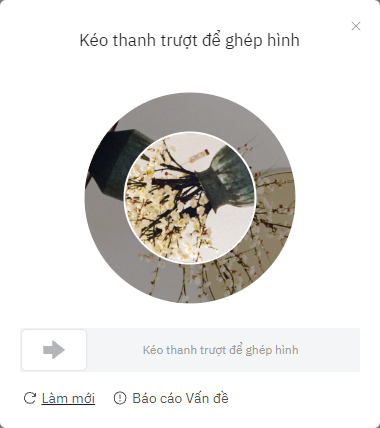 Kéo thanh trượt để ghép hình
Kéo thanh trượt để ghép hình
Làm mới
Báo cáo Vấn đề